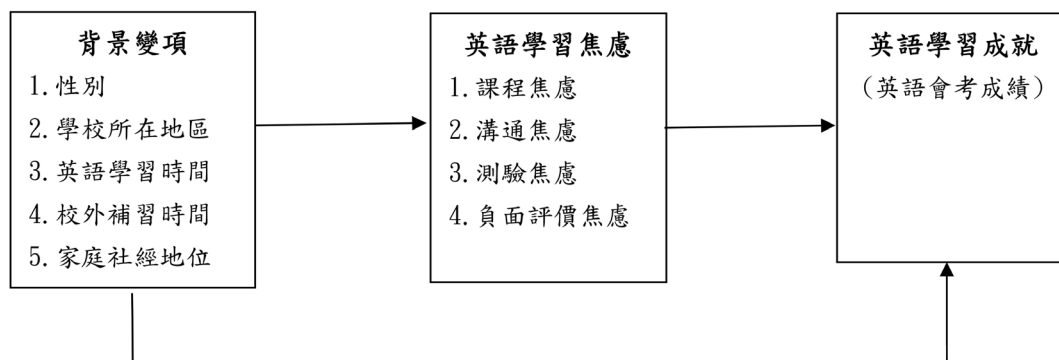 背景變項
1.性別
2.學校所在地區
3.英語學習時間
4.校外補習時間
5.家庭社經地位
英語學習焦慮
1.課程焦慮
2.溝通焦慮
3.測驗焦慮
4.負面評價焦慮
英語學習成就
(英語會考成績)